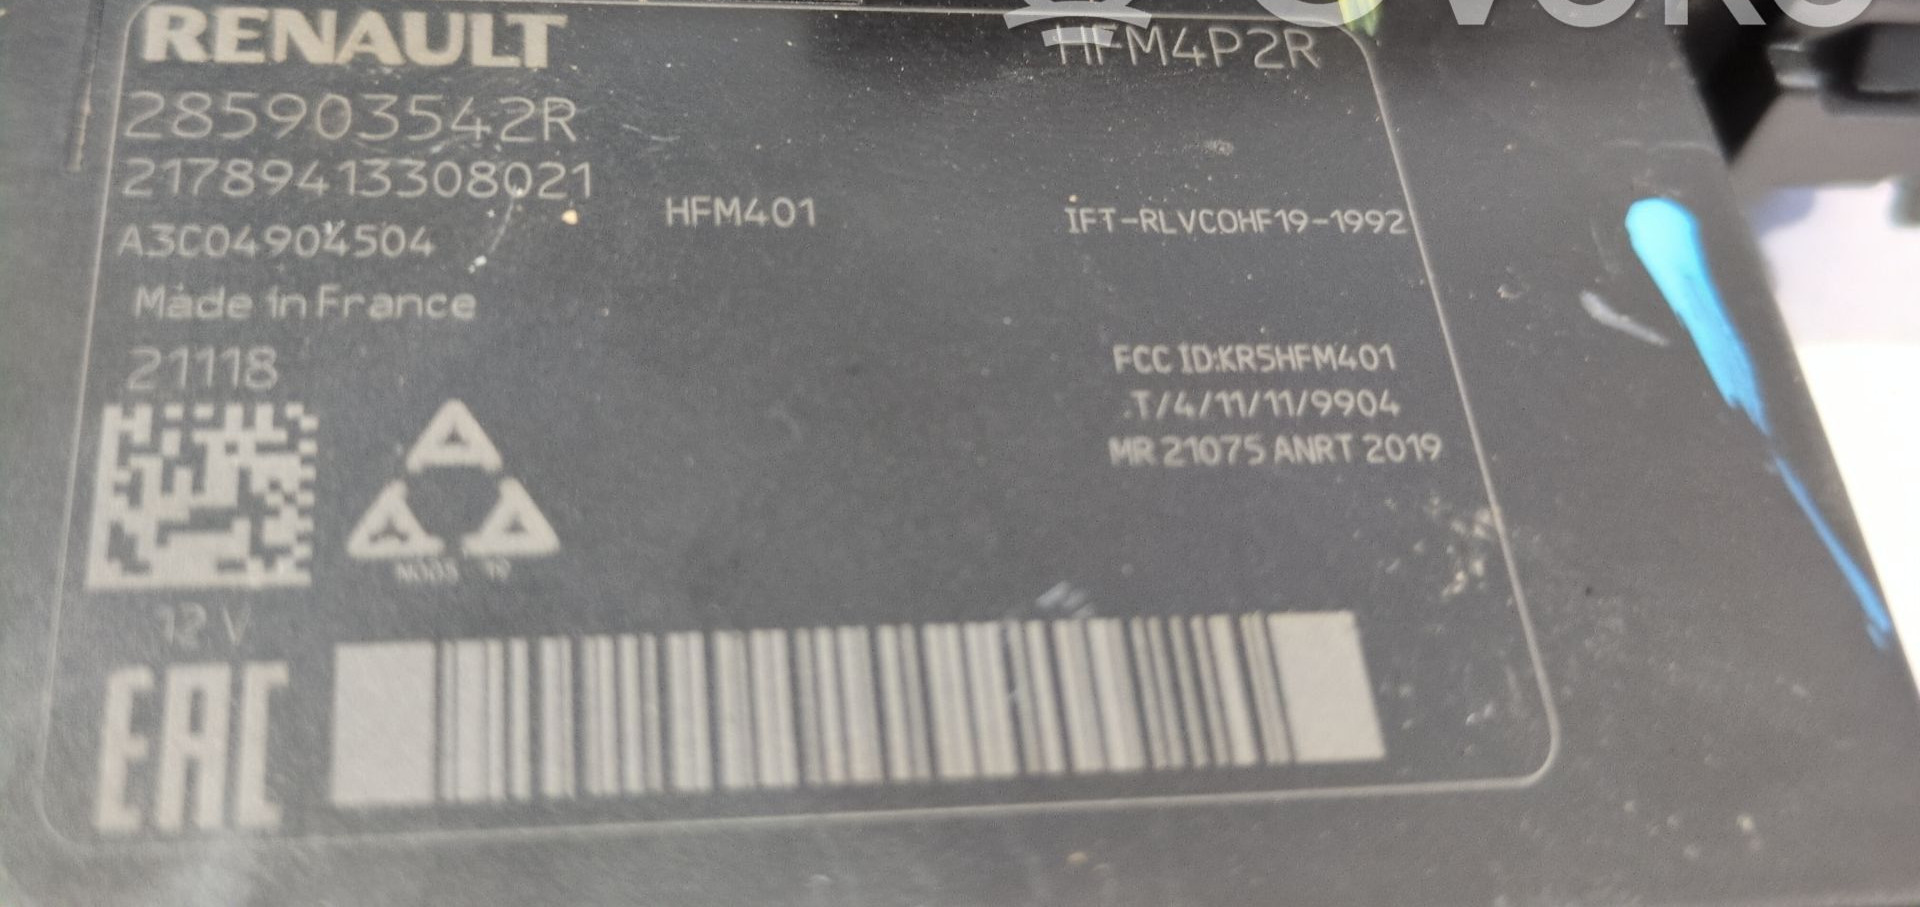 RENAULT
HFM4P2R
285903542R
21789413308021
HFM401
IFT-RLVCOHF19-1992
A3C04904504
Made in France
21118
FCC ID:KR5HFM401
T/4/11/11/9904
MR 21075 ANRT 2019
12 V
EAC